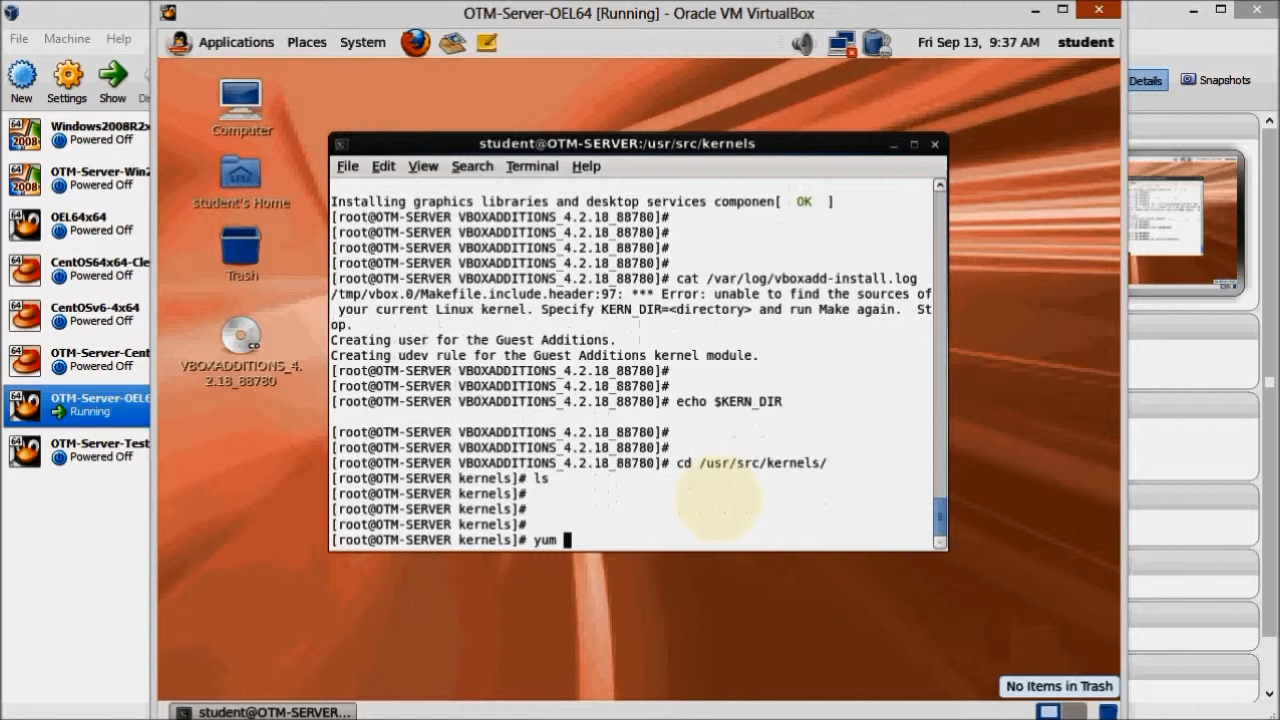 OTM-Server-OEL64 [Running] - Oracle VM VirtualBox
File Machine Help
Applications Places System
Fri Sep 13, 9:37 AM student
New Settings Show
Details Snapshots
Windows2008R2x
Powered Off
OTM-Server-Win2
Powered Off
OEL64x64
Powered Off
CentOS64x64-Cle
Powered Off
CentOSv6-4x64
Powered Off
OTM-Server-Cent
Powered Off
OTM-Server-OEL6
Running
OTM-Server-Test
Powered Off
Computer
student's Home
Trash
VBOXADDITIONS_4.
2.18_88780
student@OTM-SERVER:/usr/src/kernels
File Edit View Search Terminal Help
Installing graphics libraries and desktop services componen[ OK ]
[root@OTM-SERVER VBOXADDITIONS_4.2.18_88780]#
[root@OTM-SERVER VBOXADDITIONS_4.2.18_88780]#
[root@OTM-SERVER VBOXADDITIONS_4.2.18_88780]#
[root@OTM-SERVER VBOXADDITIONS_4.2.18_88780]#
[root@OTM-SERVER VBOXADDITIONS_4.2.18_88780]# cat /var/log/vboxadd-install.log
/tmp/vbox.0/Makefile.include.header:97: *** Error: unable to find the sources of
your current Linux kernel. Specify KERN_DIR=<directory> and run Make again. St
op.
Creating user for the Guest Additions.
Creating udev rule for the Guest Additions kernel module.
[root@OTM-SERVER VBOXADDITIONS_4.2.18_88780]#
[root@OTM-SERVER VBOXADDITIONS_4.2.18_88780]#
[root@OTM-SERVER VBOXADDITIONS_4.2.18_88780]# echo $KERN_DIR
[root@OTM-SERVER VBOXADDITIONS_4.2.18_88780]#
[root@OTM-SERVER VBOXADDITIONS_4.2.18_88780]#
[root@OTM-SERVER VBOXADDITIONS_4.2.18_88780]# cd /usr/src/kernels/
[root@OTM-SERVER kernels]# ls
[root@OTM-SERVER kernels]#
[root@OTM-SERVER kernels]#
[root@OTM-SERVER kernels]#
[root@OTM-SERVER kernels]# yum
No Items in Trash
student@OTM-SERVER...